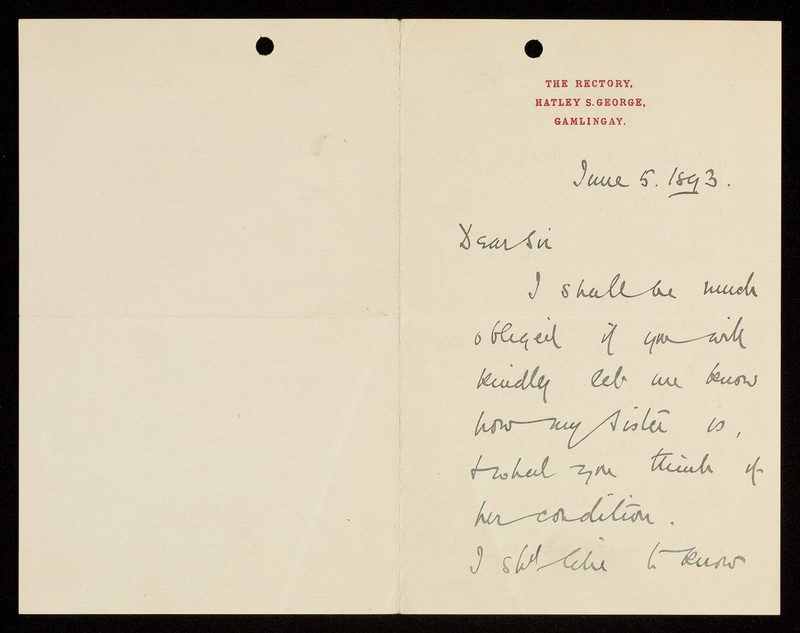 THE RECTORY,
HATLEY S. GEORGE,
GAMLINGAY.
June 5. 1893.
Dear Sir
I shall be much
obliged if you will
kindly let me know
how my sister is,
& what you think of
her condition.
I shd like to know